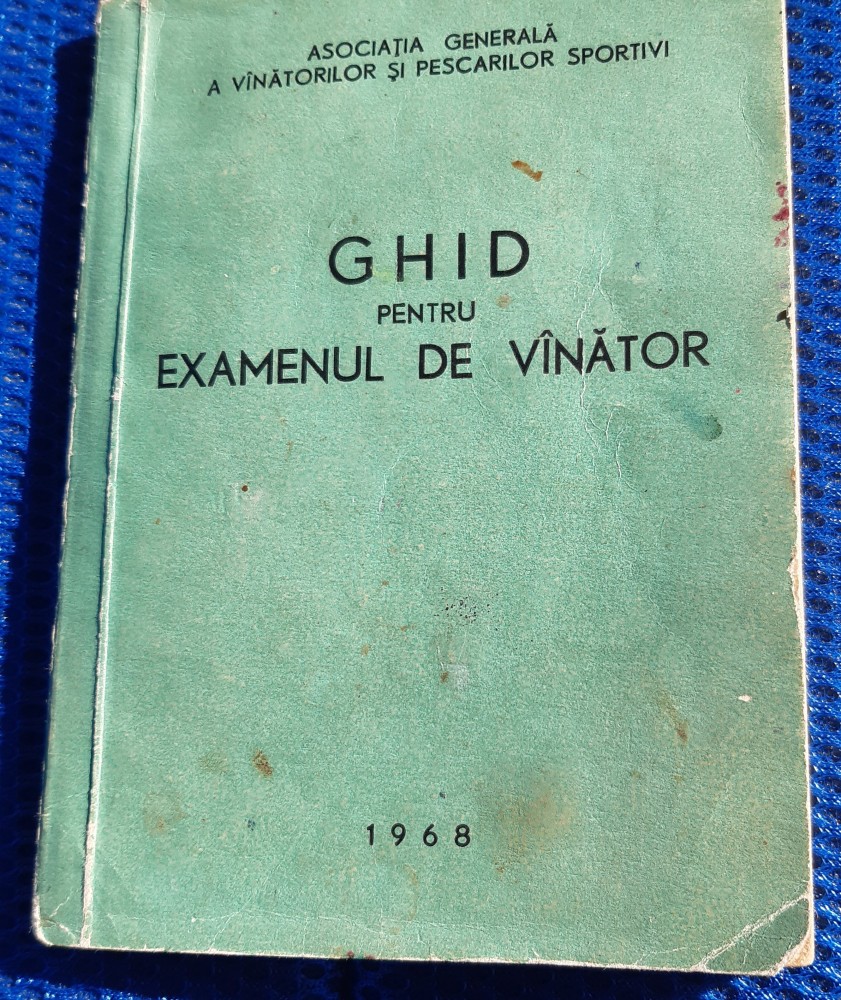 ASOCIAȚIA GENERALĂ
A VÎNĂTORILOR ȘI PESCARILOR SPORTIVI
GHID
PENTRU
EXAMENUL DE VÎNĂTOR
1968